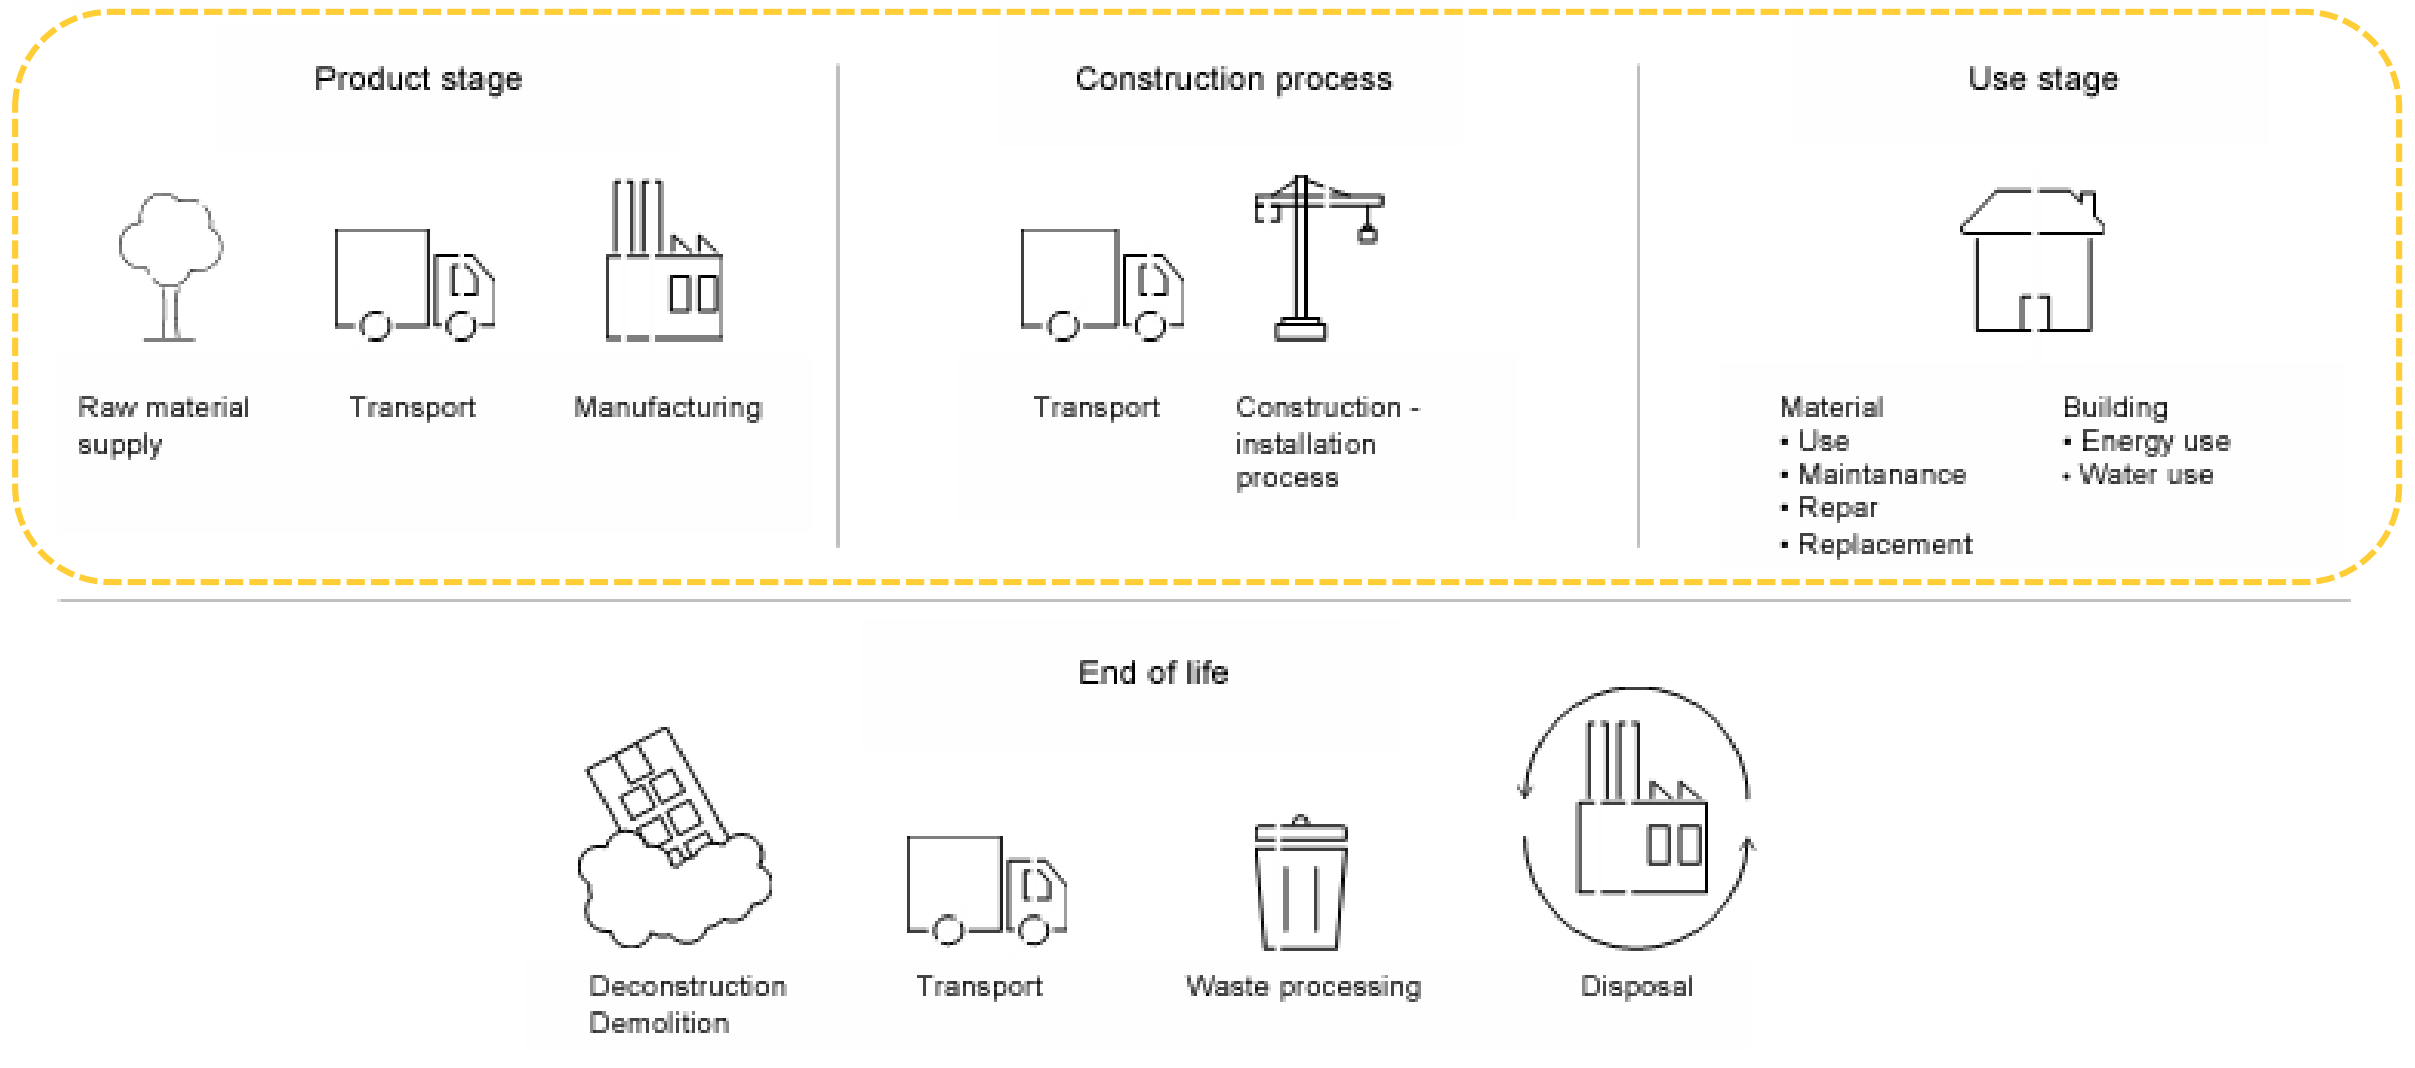 Product stage
Construction process
Use stage
Raw material
supply
Transport
Manufacturing
Transport
Construction -
installation
process
Material
• Use
• Maintanance
• Repar
• Replacement
Building
• Energy use
• Water use
End of life
Deconstruction
Demolition
Transport
Waste processing
Disposal